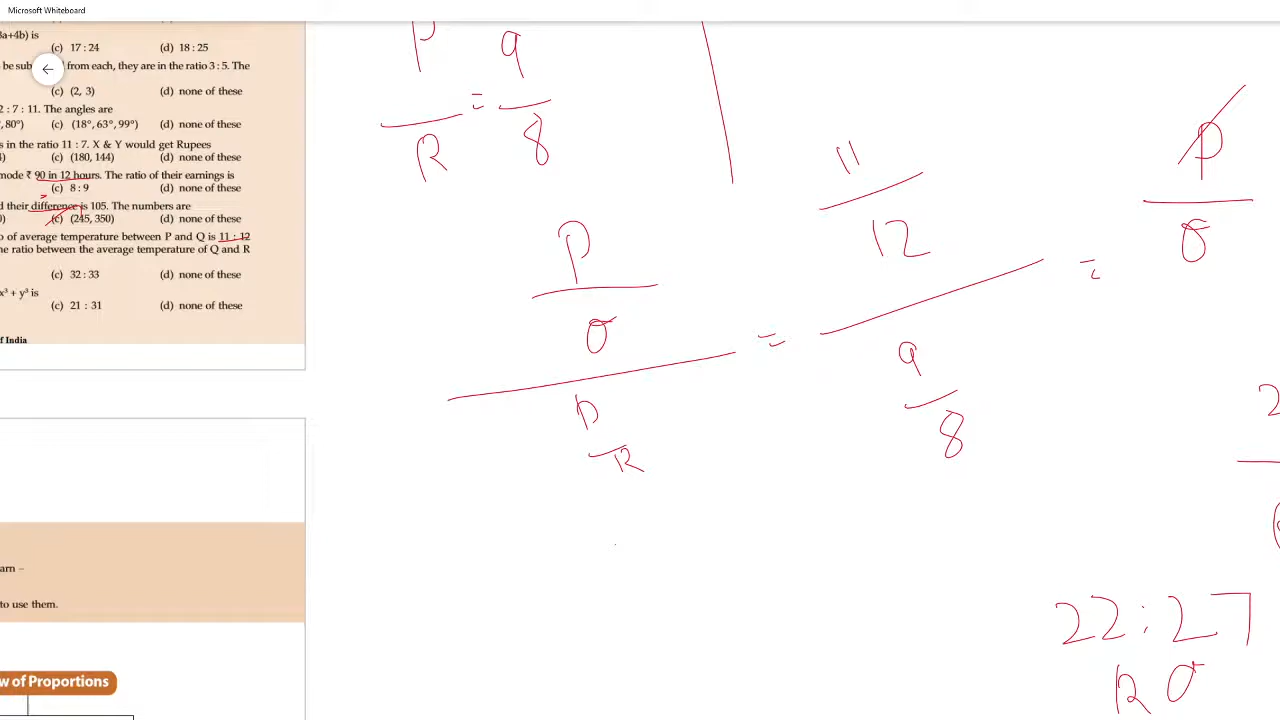 Microsoft Whiteboard
3a+4b) is
(c) 17 : 24 (d) 18 : 25
be sub from each, they are in the ratio 3 : 5. The
(c) (2, 3) (d) none of these
2 : 7 : 11. The angles are
, 80°) (c) (18°, 63°, 99°) (d) none of these
s in the ratio 11 : 7. X & Y would get Rupees
4) (c) (180, 144) (d) none of these
mode ₹ 90 in 12 hours. The ratio of their earnings is
(c) 8 : 9 (d) none of these
d their difference is 105. The numbers are
0) (c) (245, 350) (d) none of these
o of average temperature between P and Q is 11 : 12
he ratio between the average temperature of Q and R
(c) 32 : 33 (d) none of these
x³ + y³ is
(c) 21 : 31 (d) none of these
of India
arn –
to use them.
w of Proportions
P
R
=
9
8
P
Q
P
R
=
11
12
9
8
=
P
Q
2
22 : 27
R Q